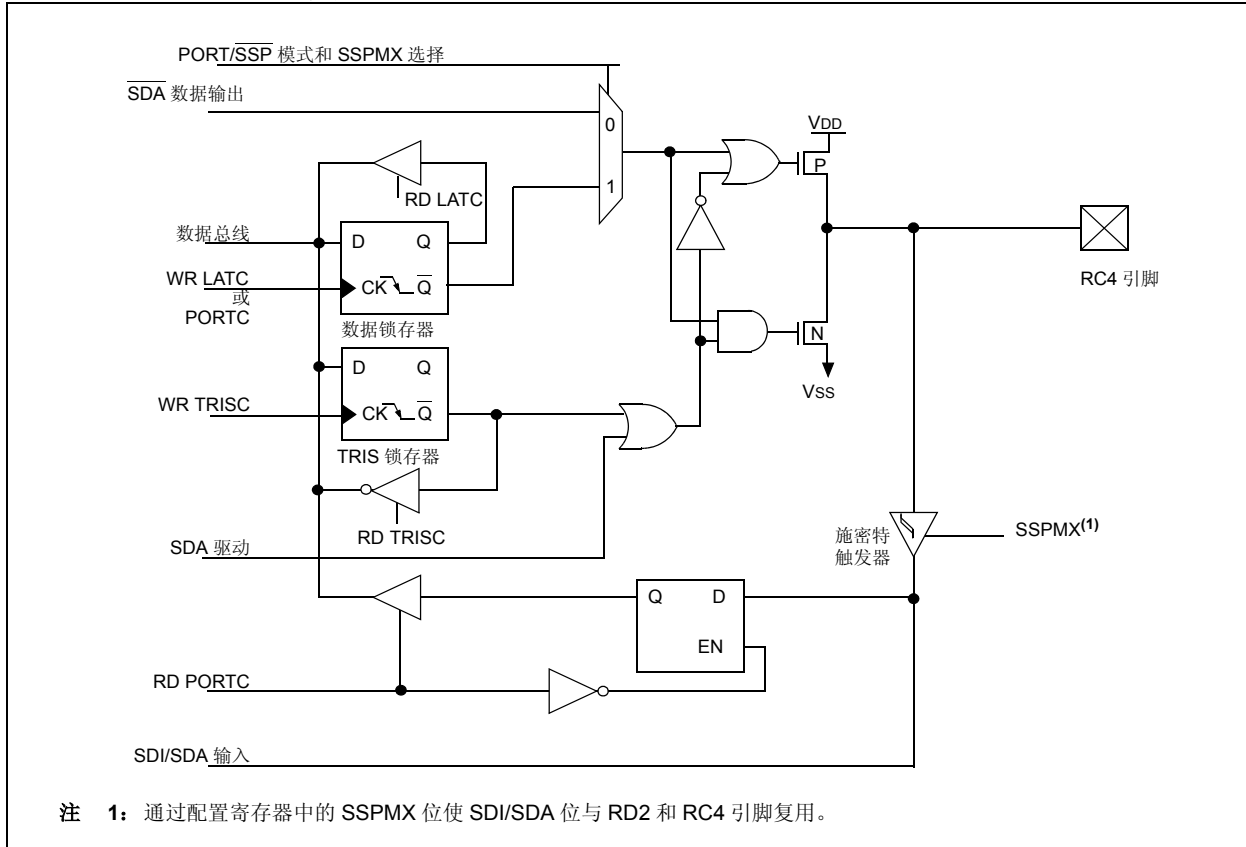 PORT/S̅S̅P̅ 模式和 SSPMX 选择
S̅D̅A̅ 数据输出
0
VDD
P
1
RD LATC
数据总线
D Q
WR LATC
或
PORTC
CK Q̅
RC4 引脚
数据锁存器
N
D Q
VSS
WR TRISC
CK Q̅
TRIS 锁存器
RD TRISC
SDA 驱动
施密特
触发器
SSPMX(1)
Q D
EN
RD PORTC
SDI/SDA 输入
注 1: 通过配置寄存器中的 SSPMX 位使 SDI/SDA 位与 RD2 和 RC4 引脚复用。